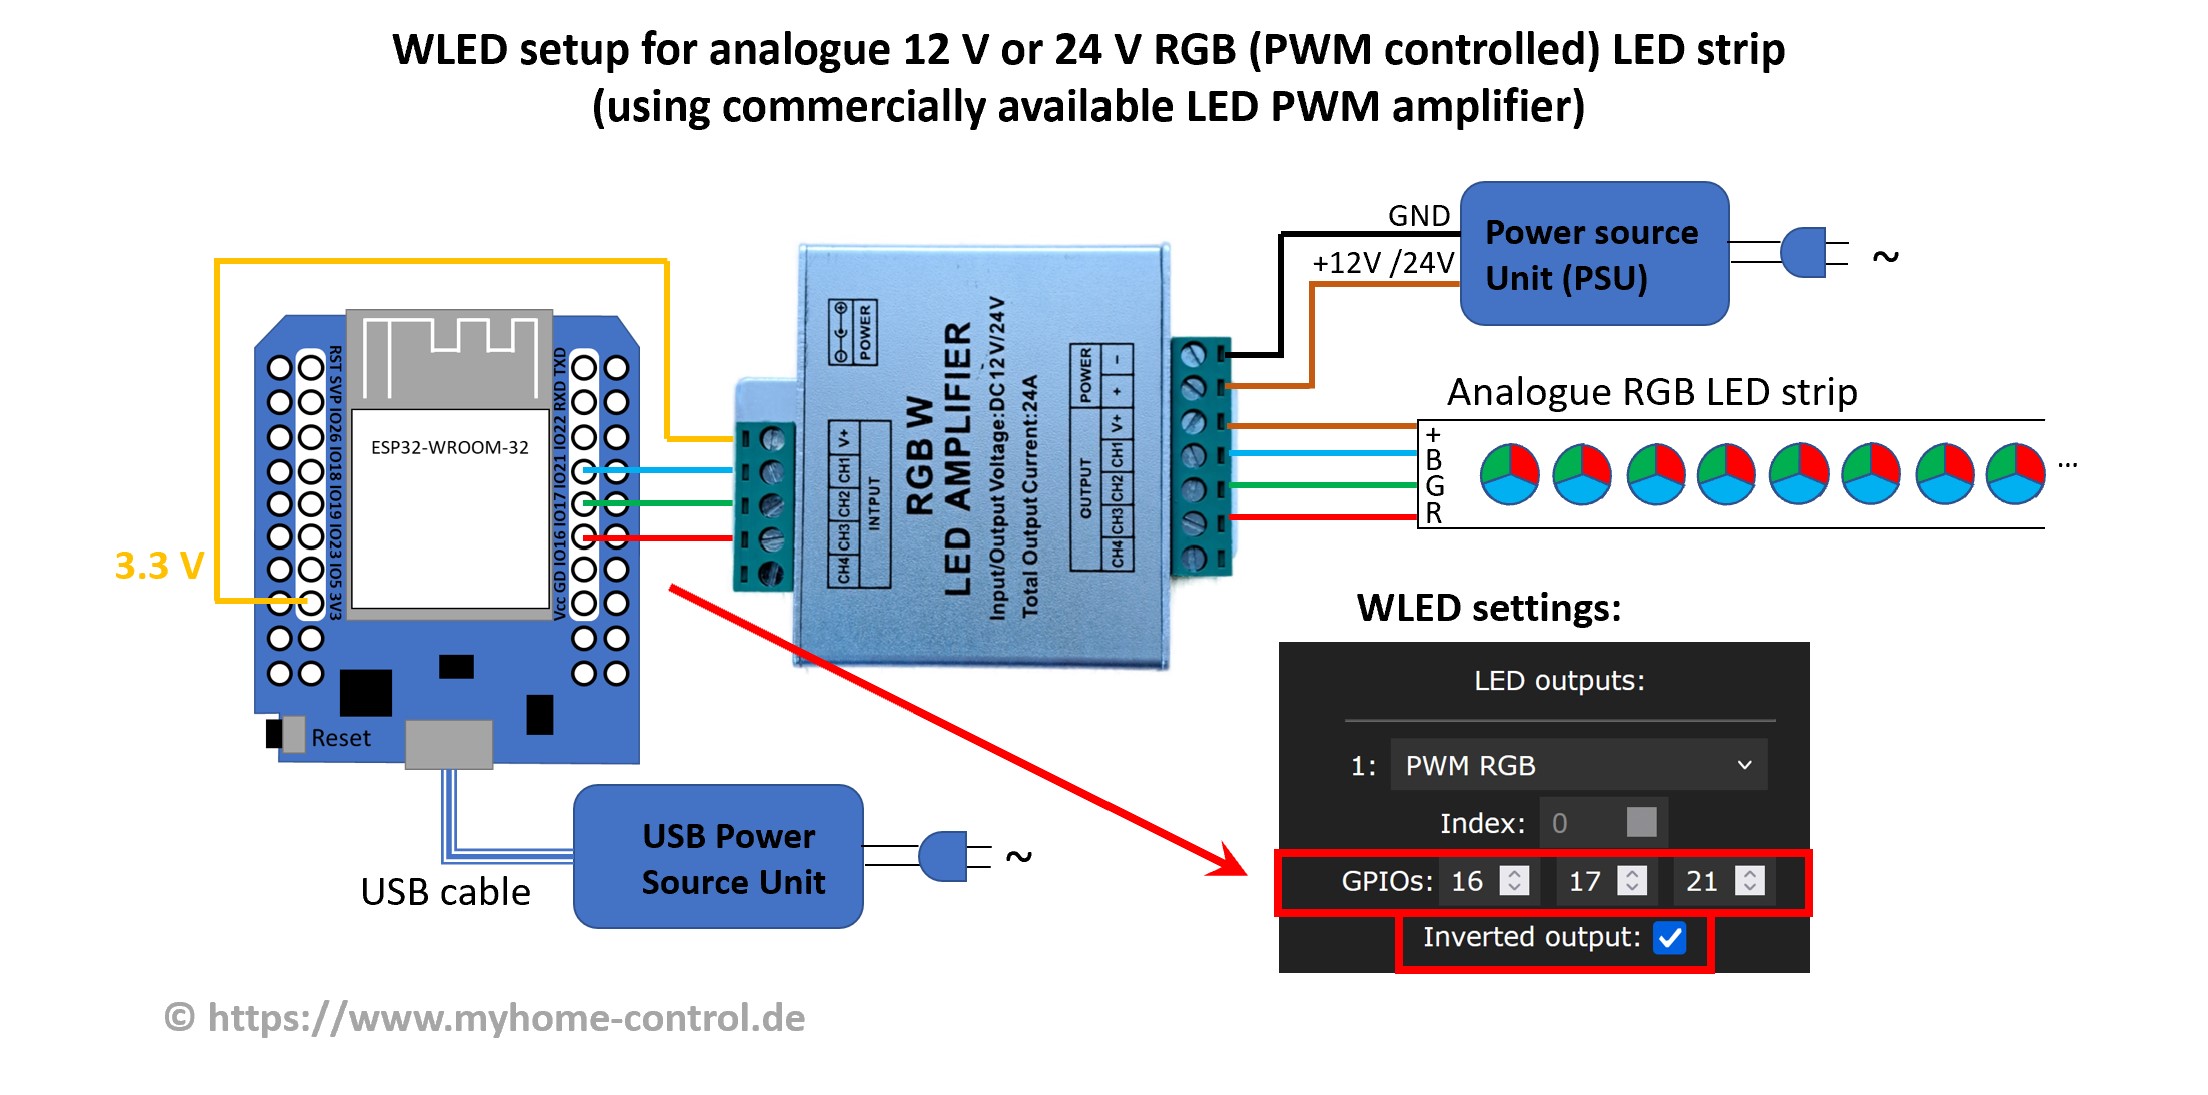 WLED setup for analogue 12 V or 24 V RGB (PWM controlled) LED strip
(using commercially available LED PWM amplifier)
GND
+12V /24V
Power source
Unit (PSU)
~
3.3 V
RST SVP IO26 IO18 IO19 IO23 IO5 3V3
ESP32-WROOM-32
Vcc GD IO16 IO17 IO21 IO22 RXD TXD
Reset
POWER
CH4 CH3 CH2 CH1 V+
INTPUT
RGBW
LED AMPLIFIER
Input/Output Voltage:DC12V/24V
Total Output Current:24A
POWER
+ -
OUTPUT
CH4 CH3 CH2 CH1 V+
Analogue RGB LED strip
+
B
G
R
...
USB cable
USB Power
Source Unit
~
WLED settings:
LED outputs:
1: PWM RGB
Index: 0
GPIOs: 16 17 21
Inverted output:
© https://www.myhome-control.de